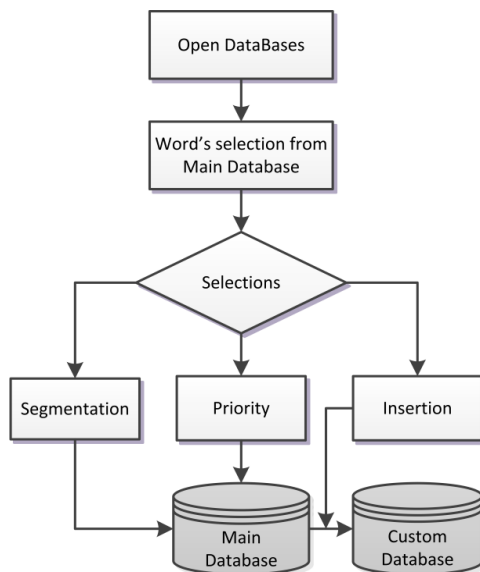 Open DataBases
Word's selection from
Main Database
Selections
Segmentation
Priority
Insertion
Main
Database
Custom
Database